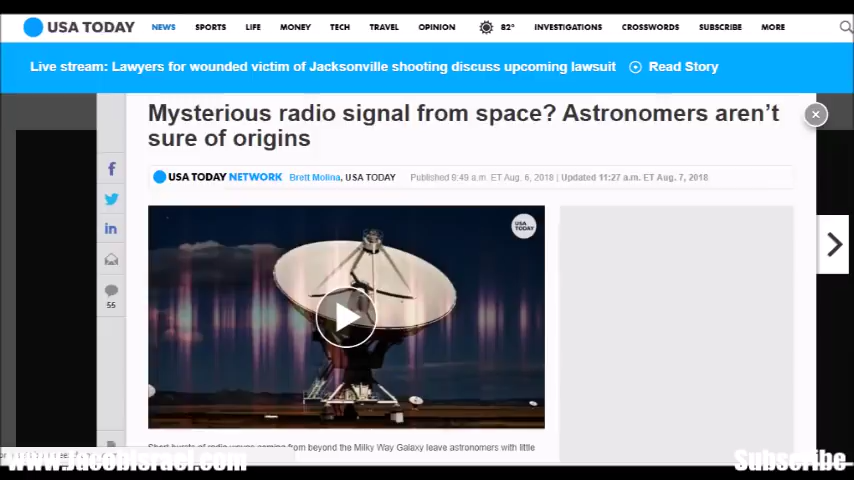 USA TODAY NEWS SPORTS LIFE MONEY TECH TRAVEL OPINION 82° INVESTIGATIONS CROSSWORDS SUBSCRIBE MORE
Live stream: Lawyers for wounded victim of Jacksonville shooting discuss upcoming lawsuit Read Story
Mysterious radio signal from space? Astronomers aren't
sure of origins
USA TODAY NETWORK Brett Molina, USA TODAY Published 9:49 a.m. ET Aug. 6, 2018 | Updated 11:27 a.m. ET Aug. 7, 2018
USA
TODAY
55
Short bursts of radio waves coming from beyond the Milky Way Galaxy leave astronomers with little
www.JacobIsrael.com Subscribe